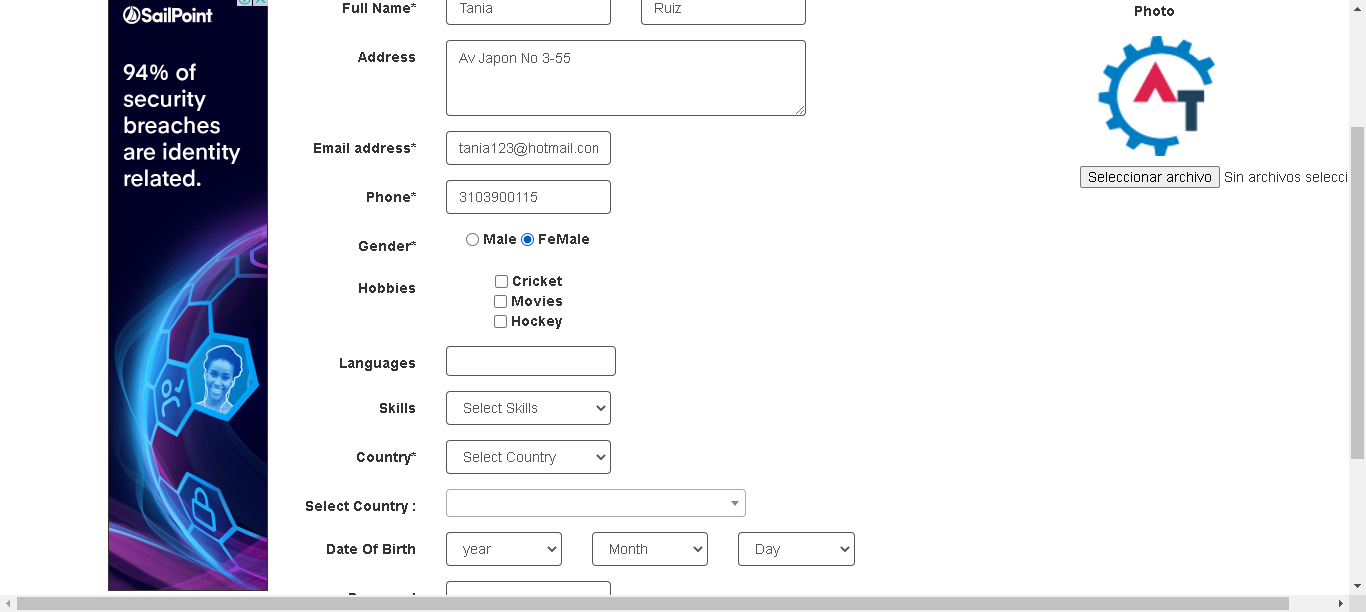 SailPoint
94% of
security
breaches
are identity
related.
Full Name* Tania Ruiz
Photo
Address Av Japon No 3-55
AT
Email address* tania123@hotmail.con
Seleccionar archivo Sin archivos selecci
Phone* 3103900115
Gender* Male FeMale
Hobbies Cricket
Movies
Hockey
Languages
Skills Select Skills
Country* Select Country
Select Country :
Date Of Birth year Month Day